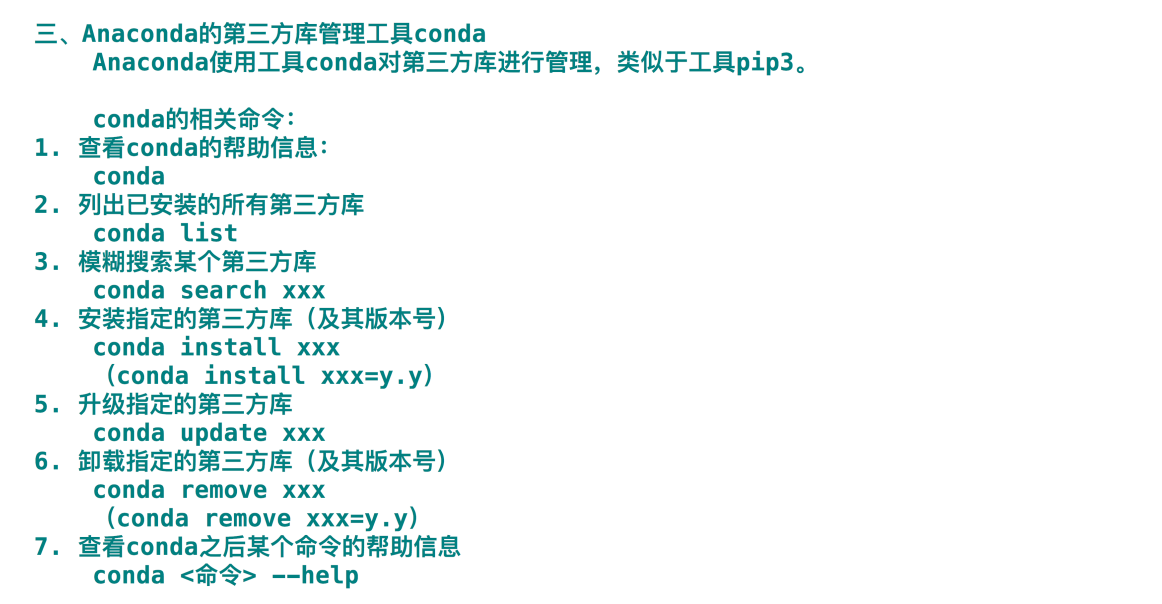 三、Anaconda的第三方库管理工具conda
Anaconda使用工具conda对第三方库进行管理，类似于工具pip3。
conda的相关命令：
1. 查看conda的帮助信息：
conda
2. 列出已安装的所有第三方库
conda list
3. 模糊搜索某个第三方库
conda search xxx
4. 安装指定的第三方库（及其版本号）
conda install xxx
（conda install xxx=y.y）
5. 升级指定的第三方库
conda update xxx
6. 卸载指定的第三方库（及其版本号）
conda remove xxx
（conda remove xxx=y.y）
7. 查看conda之后某个命令的帮助信息
conda <命令> --help